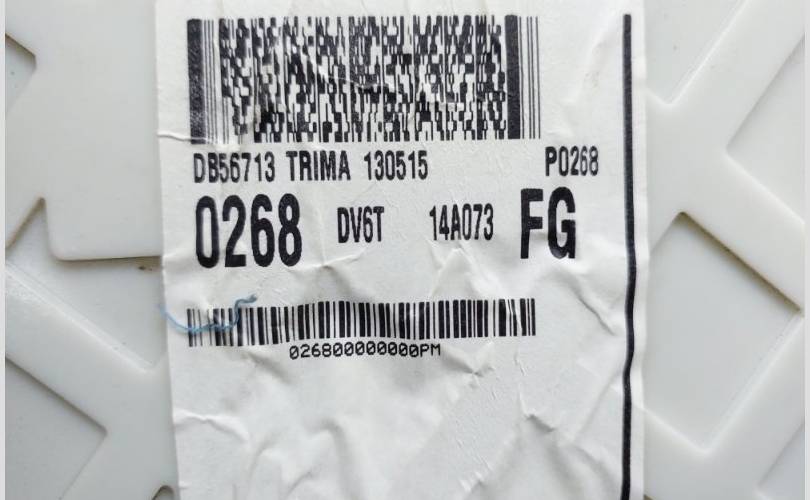 DB56713 TRIMA 130515 P0268
0268 DV6T 14A073 FG
026800000000PM